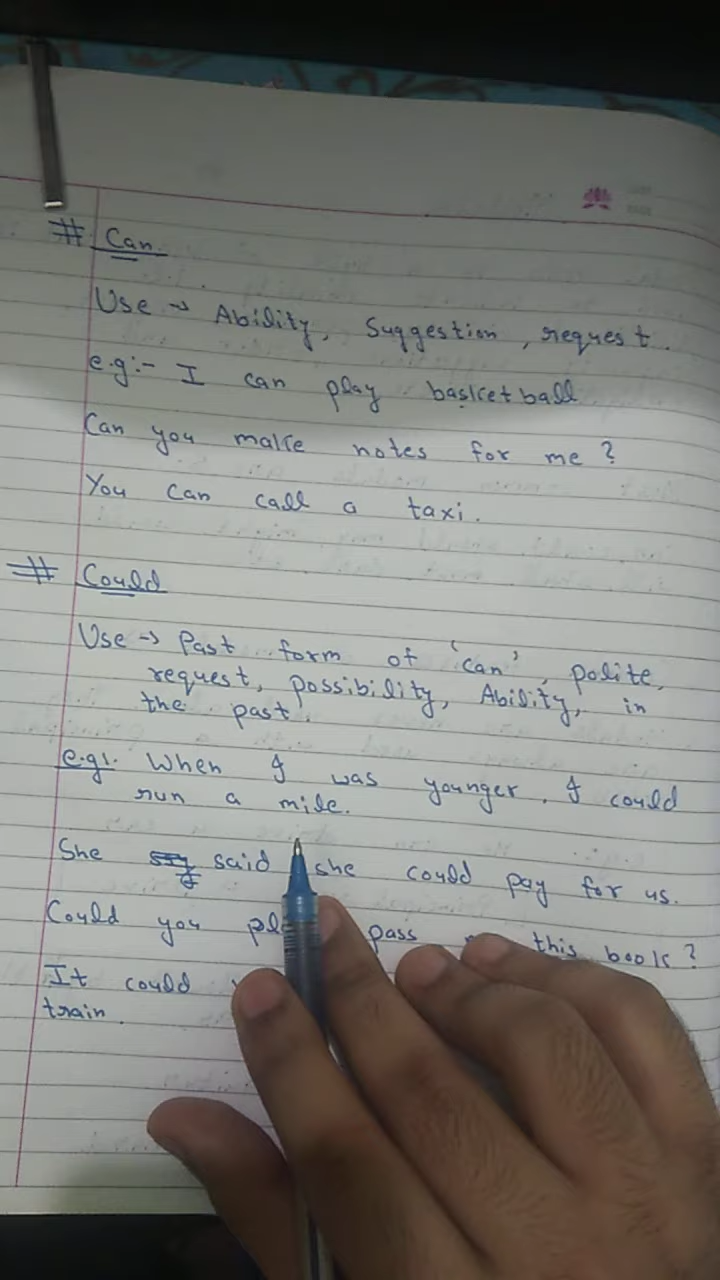 # Can
Use → Ability, Suggestion, request.
e.g:- I can play basketball
Can you make notes for me ?
You can call a taxi.
# Could
Use → Past form of 'can', polite,
request, possibility, Ability, in
the past.
e.g:. When I was younger. I could
run a mile.
She said she could pay for us.
Could you pass this book ?
It could
train.